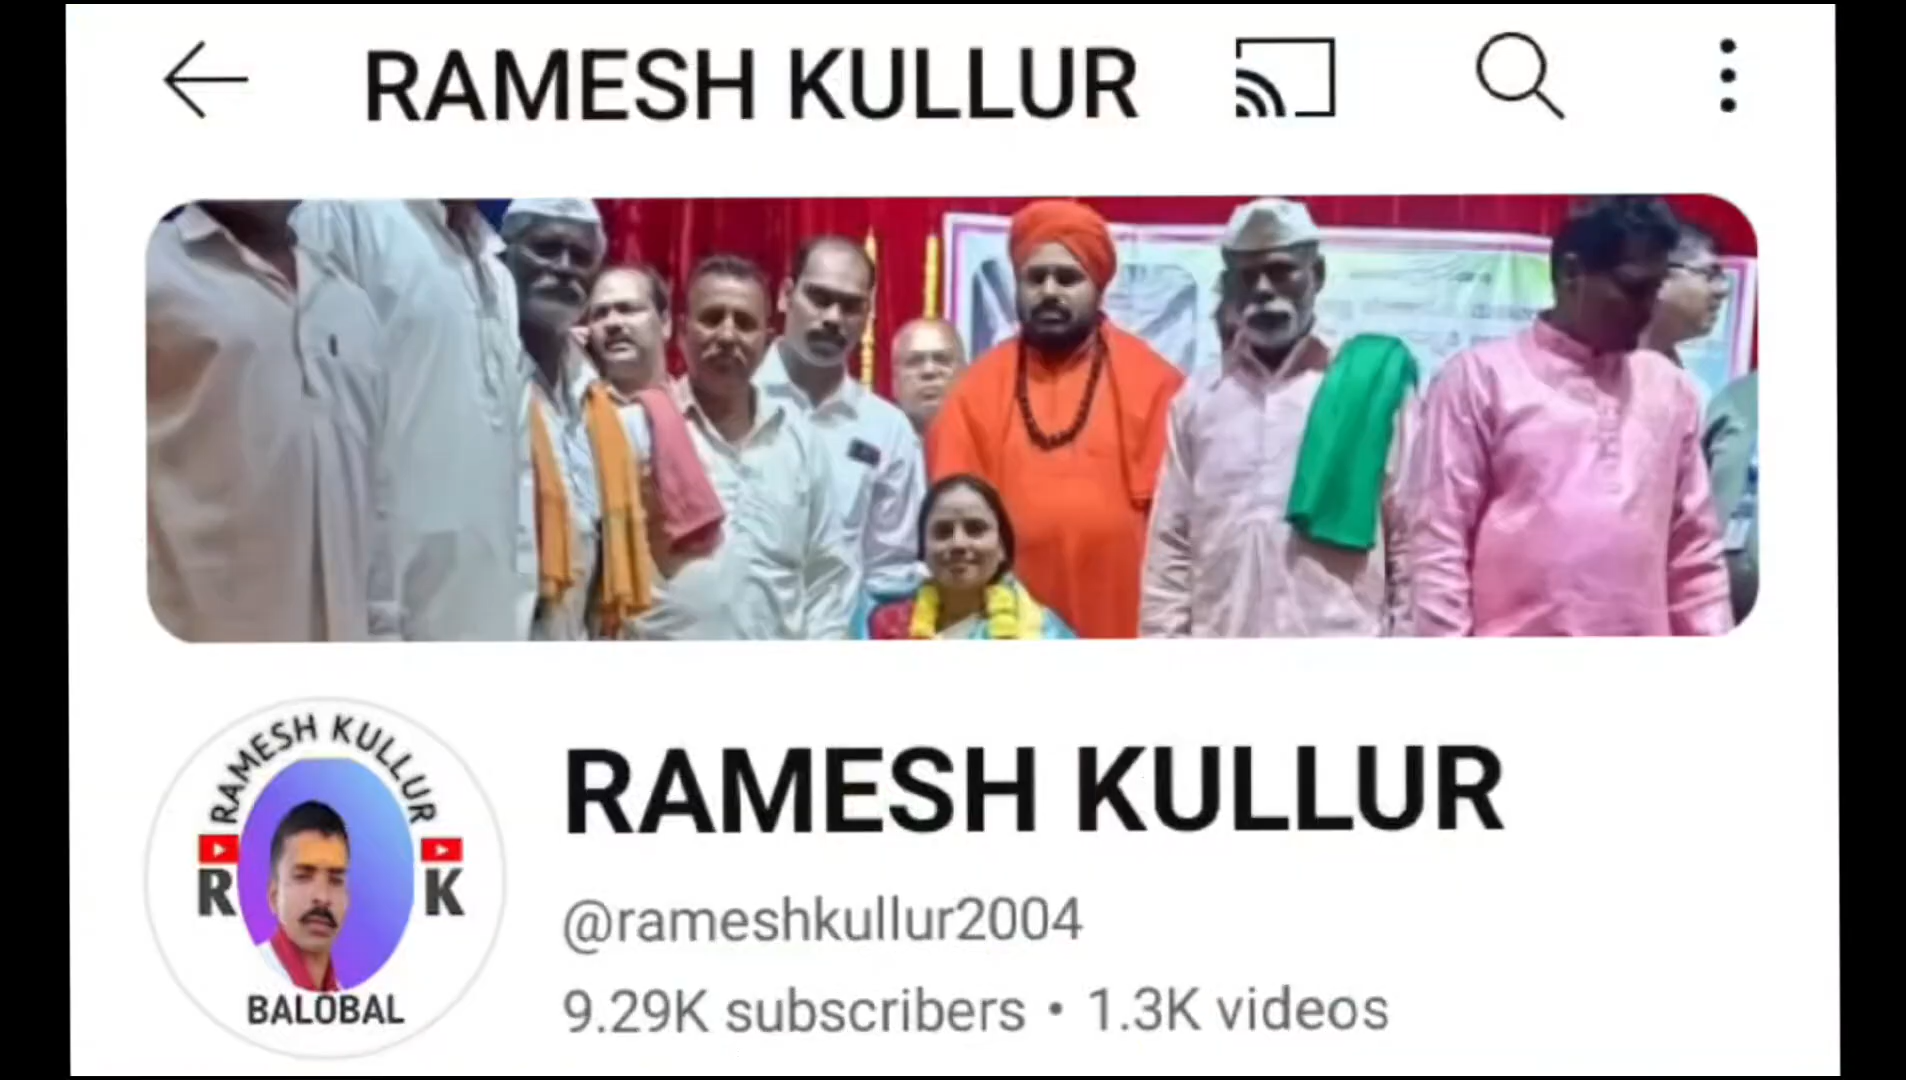 RAMESH KULLUR
RAMESH KULLUR
R K
BALOBAL
RAMESH KULLUR
@rameshkullur2004
9.29K subscribers • 1.3K videos